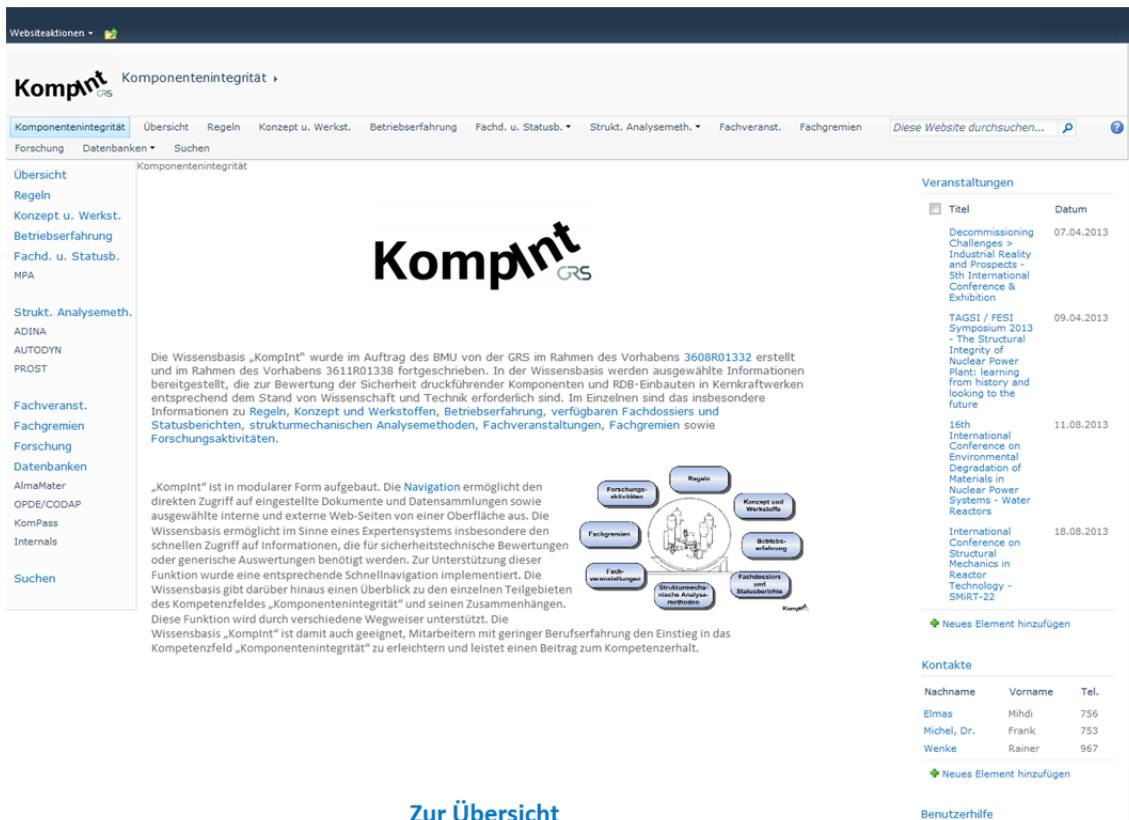 Websiteaktionen
KompInt
GRS
Komponentenintegrität
Komponentenintegrität Übersicht Regeln Konzept u. Werkst. Betriebserfahrung Fachd. u. Statusb. Strukt. Analysemeth. Fachveranst. Fachgremien Diese Website durchsuchen...
Forschung Datenbanken Suchen
Übersicht
Regeln
Konzept u. Werkst.
Betriebserfahrung
Fachd. u. Statusb.
MPA
Strukt. Analysemeth.
ADINA
AUTODYN
PROST
Fachveranst.
Fachgremien
Forschung
Datenbanken
AlmaMater
OPDE/CODAP
KomPass
Internals
Suchen
Komponentenintegrität
KompInt
GRS
Die Wissensbasis „KompInt" wurde im Auftrag des BMU von der GRS im Rahmen des Vorhabens 3608R01332 erstellt
und im Rahmen des Vorhabens 3611R01338 fortgeschrieben. In der Wissensbasis werden ausgewählte Informationen
bereitgestellt, die zur Bewertung der Sicherheit druckführender Komponenten und RDB-Einbauten in Kernkraftwerken
entsprechend dem Stand von Wissenschaft und Technik erforderlich sind. Im Einzelnen sind das insbesondere
Informationen zu Regeln, Konzept und Werkstoffen, Betriebserfahrung, verfügbaren Fachdossiers und
Statusberichten, strukturmechanischen Analysemethoden, Fachveranstaltungen, Fachgremien sowie
Forschungsaktivitäten.
„KompInt" ist in modularer Form aufgebaut. Die Navigation ermöglicht den
direkten Zugriff auf eingestellte Dokumente und Datensammlungen sowie
ausgewählte interne und externe Web-Seiten von einer Oberfläche aus. Die
Wissensbasis ermöglicht im Sinne eines Expertensystems insbesondere den
schnellen Zugriff auf Informationen, die für sicherheitstechnische Bewertungen
oder generische Auswertungen benötigt werden. Zur Unterstützung dieser
Funktion wurde eine entsprechende Schnellnavigation implementiert. Die
Wissensbasis gibt darüber hinaus einen Überblick zu den einzelnen Teilgebieten
des Kompetenzfeldes „Komponentenintegrität" und seinen Zusammenhängen.
Diese Funktion wird durch verschiedene Wegweiser unterstützt. Die
Wissensbasis „KompInt" ist damit auch geeignet, Mitarbeitern mit geringer Berufserfahrung den Einstieg in das
Kompetenzfeld „Komponentenintegrität" zu erleichtern und leistet einen Beitrag zum Kompetenzerhalt.
Regeln
Forschungs-
aktivitäten
Konzept und
Werkstoffe
Fachgremien
Betriebs-
erfahrung
Fach-
veranstaltungen
Strukturmecha-
nische Analyse-
methoden
Fachdossiers
und
Statusberichte
KompInt
Zur Übersicht
Veranstaltungen
Titel Datum
Decommissioning 07.04.2013
Challenges >
Industrial Reality
and Prospects -
5th International
Conference &
Exhibition
TAGSI / FESI 09.04.2013
Symposium 2013
- The Structural
Integrity of
Nuclear Power
Plant: learning
from history and
looking to the
future
16th 11.08.2013
International
Conference on
Environmental
Degradation of
Materials in
Nuclear Power
Systems - Water
Reactors
International 18.08.2013
Conference on
Structural
Mechanics in
Reactor
Technology -
SMiRT-22
Neues Element hinzufügen
Kontakte
Nachname Vorname Tel.
Elmas Mihdi 756
Michel, Dr. Frank 753
Wenke Rainer 967
Neues Element hinzufügen
Benutzerhilfe